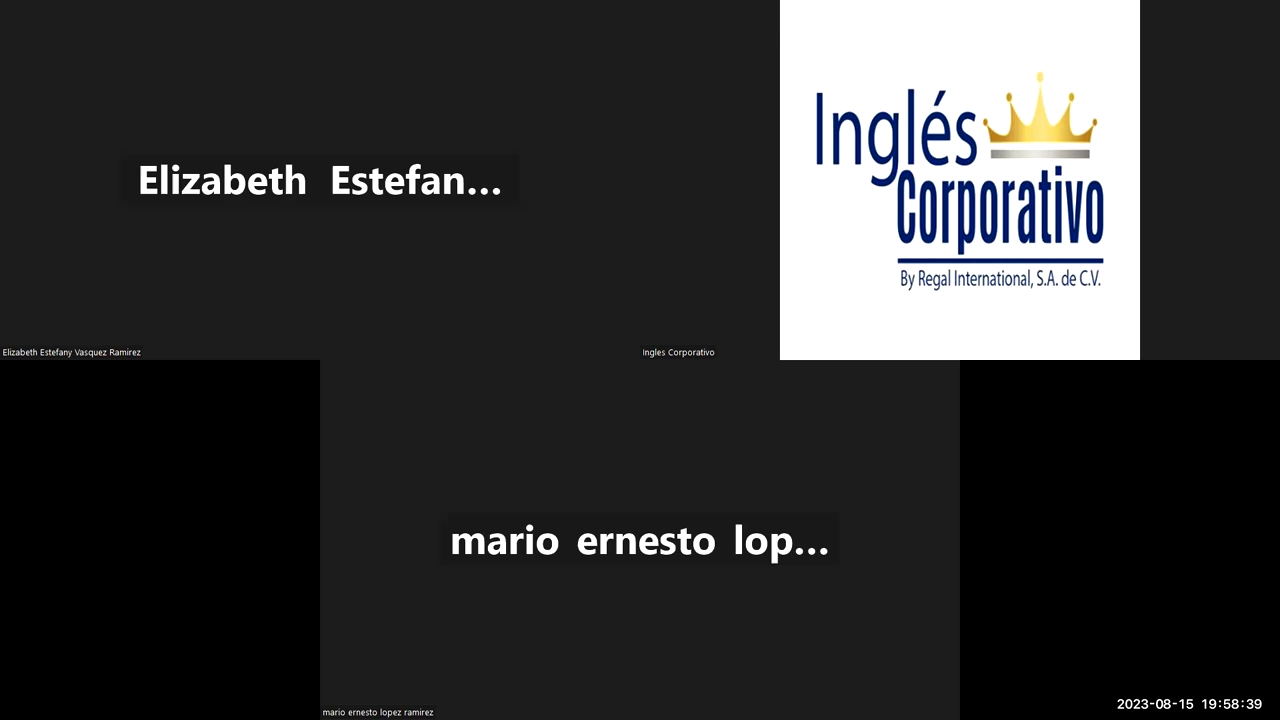 Elizabeth Estefan...
Inglés
Corporativo
By Regal International, S.A. de C.V.
Elizabeth Estefany Vasquez Ramirez
Ingles Corporativo
mario ernesto lop...
mario ernesto lopez ramirez
2023-08-15 19:58:39